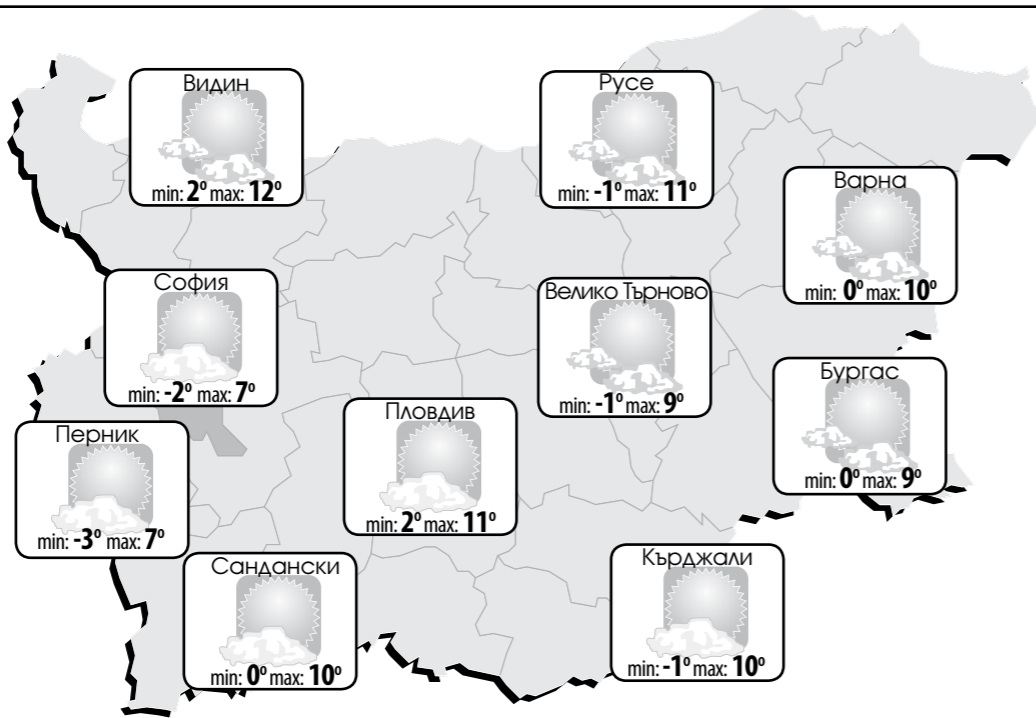 Видин
min: 2° max: 12°
Русе
min: -1° max: 11°
Варна
min: 0° max: 10°
София
min: -2° max: 7°
Велико Търново
min: -1° max: 9°
Бургас
min: 0° max: 9°
Пловдив
min: 2° max: 11°
Перник
min: -3° max: 7°
Сандански
min: 0° max: 10°
Кърджали
min: -1° max: 10°